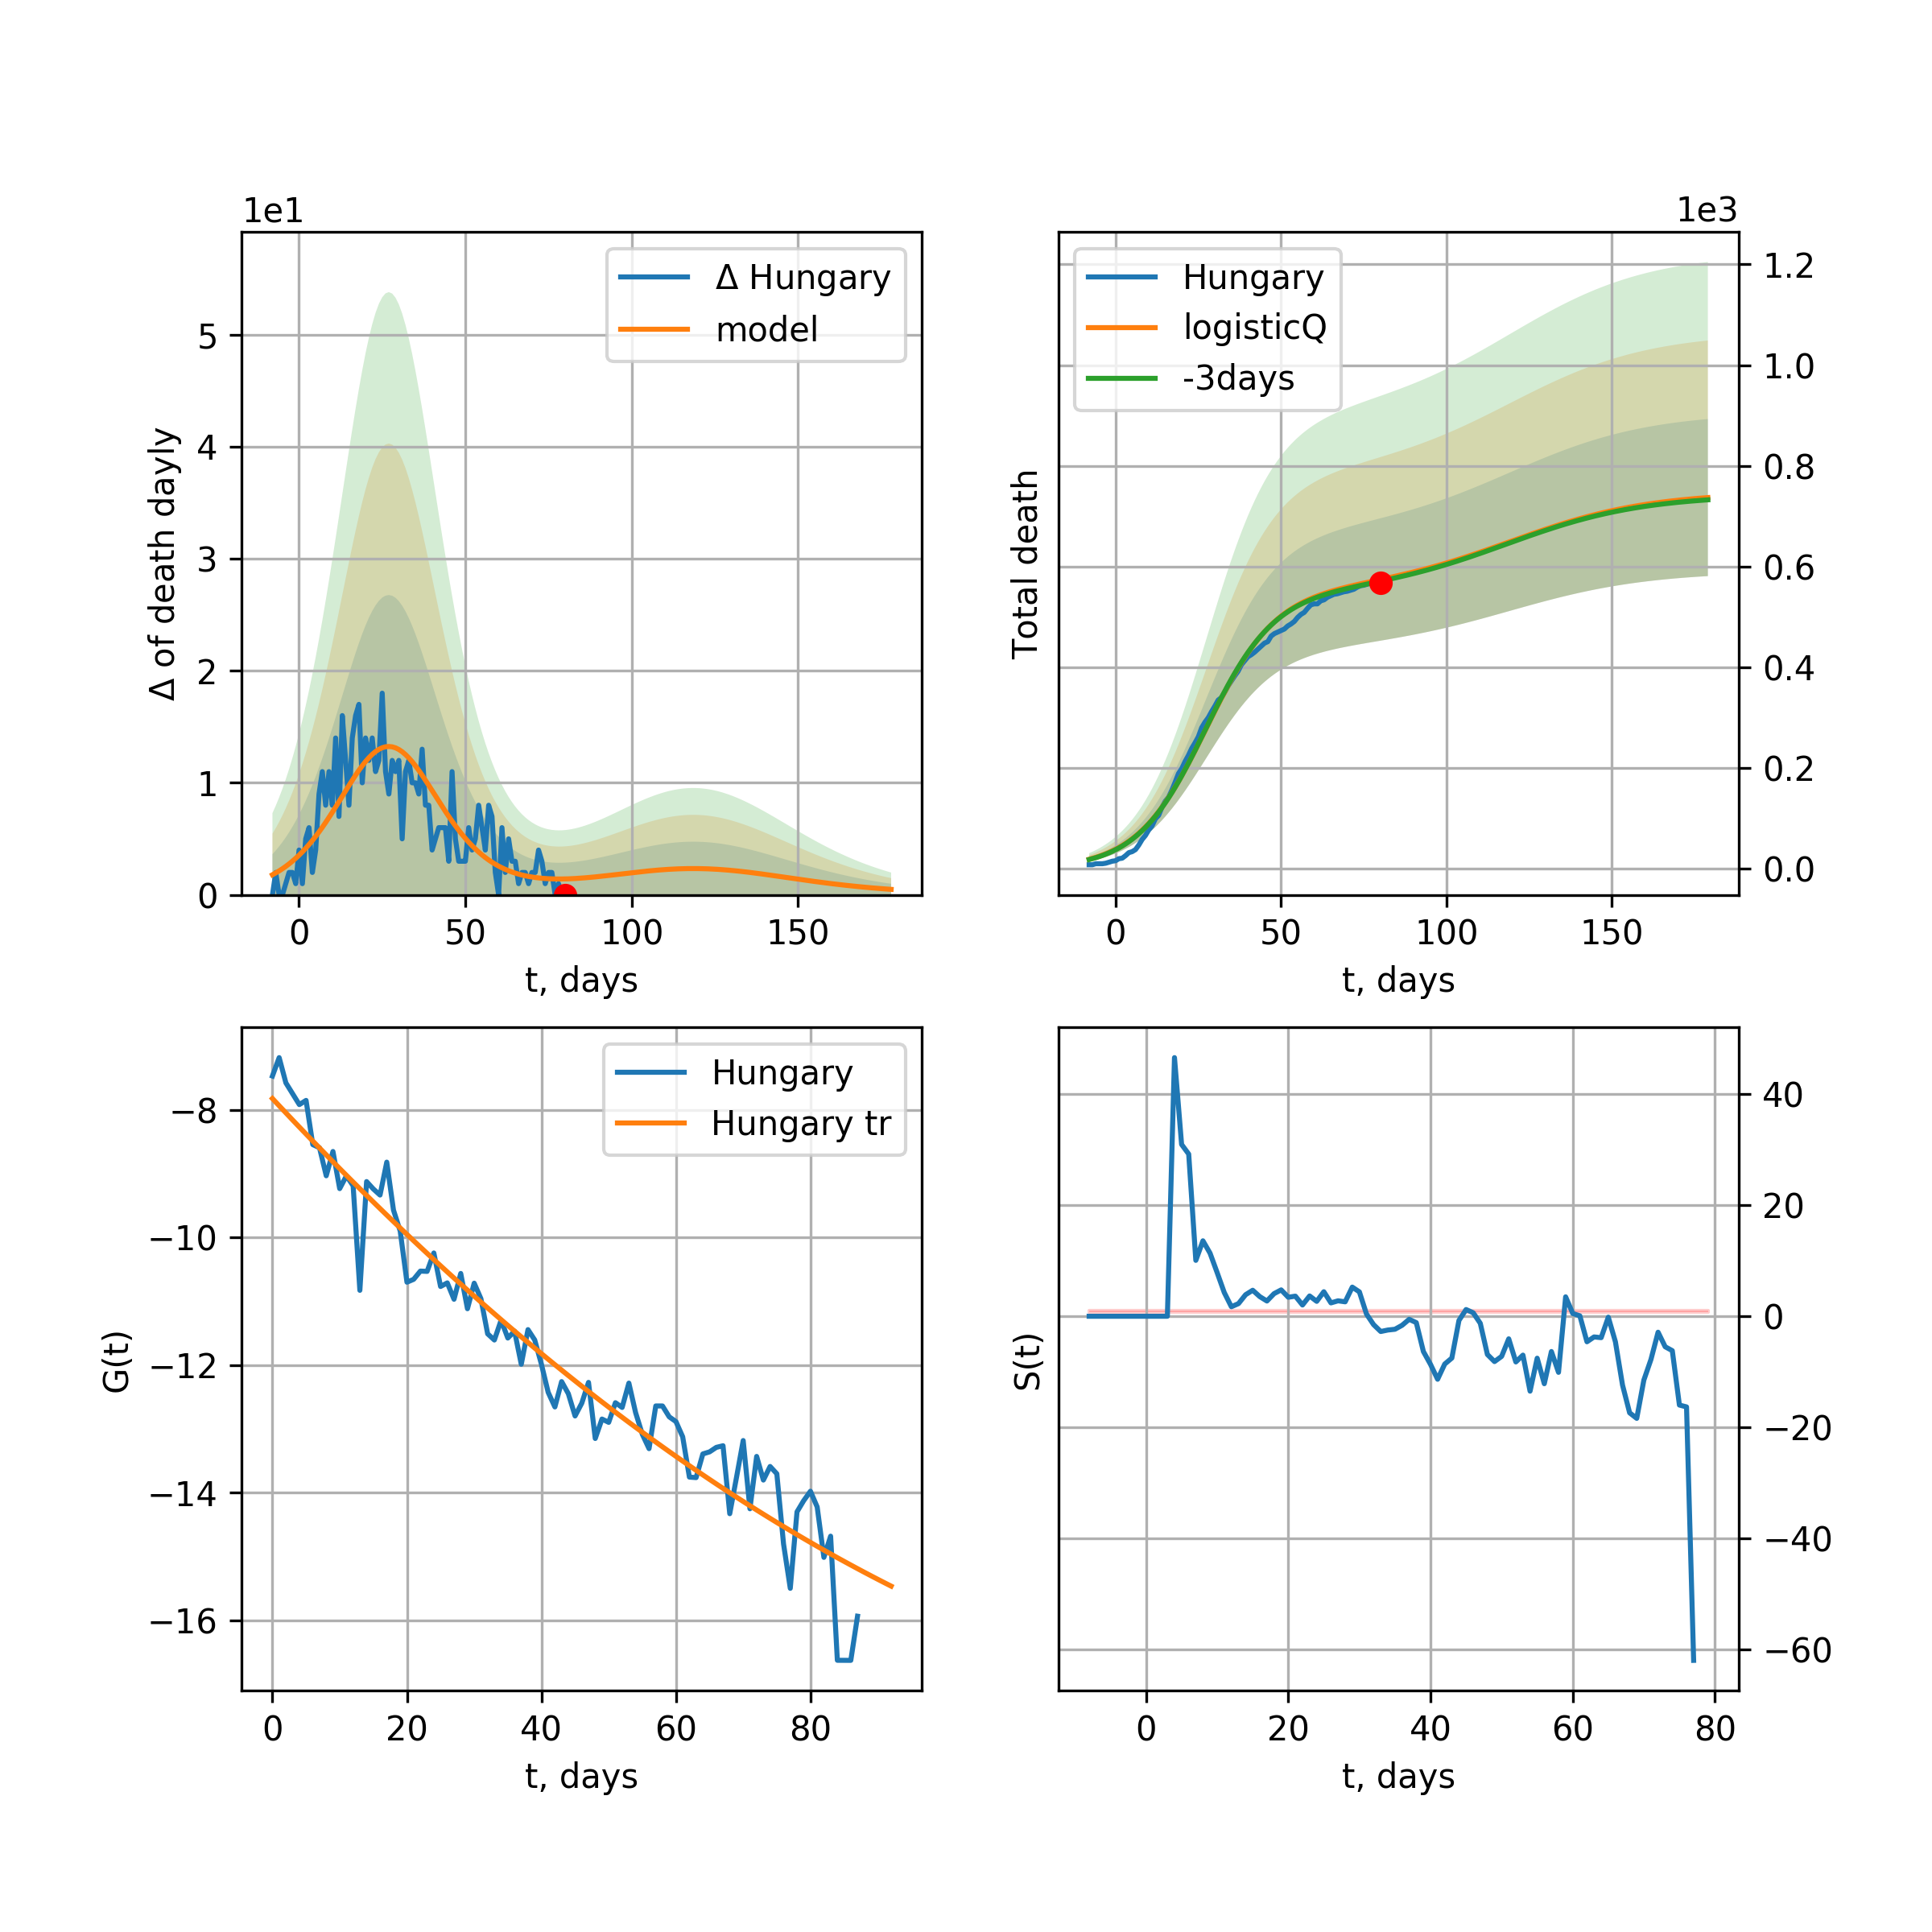 1e1
Δ Hungary
model
Δ of death dayly
5
4
3
2
1
0
0 50 100 150
t, days
1e3
Hungary
logisticQ
-3days
Total death
1.2
1.0
0.8
0.6
0.4
0.2
0.0
0 50 100 150
t, days
Hungary
Hungary tr
G(t)
−8
−10
−12
−14
−16
0 20 40 60 80
t, days
S(t)
40
20
0
−20
−40
−60
0 20 40 60 80
t, days